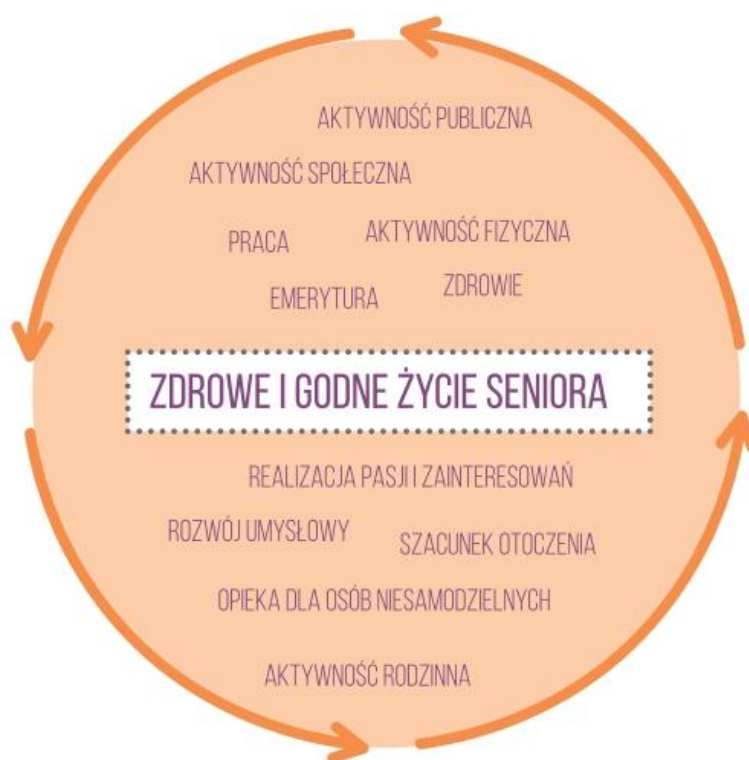 AKTYWNOŚĆ PUBLICZNA
AKTYWNOŚĆ SPOŁECZNA
PRACA
AKTYWNOŚĆ FIZYCZNA
EMERYTURA
ZDROWIE
ZDROWE I GODNE ŻYCIE SENIORA
REALIZACJA PASJI I ZAINTERESOWAŃ
ROZWÓJ UMYSŁOWY
SZACUNEK OTOCZENIA
OPIEKA DLA OSÓB NIESAMODZIELNYCH
AKTYWNOŚĆ RODZINNA